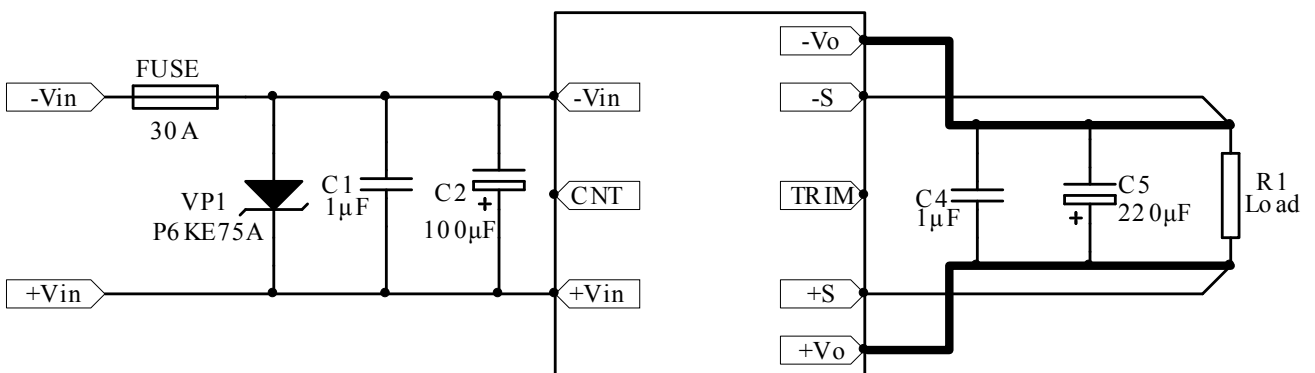 -Vo
FUSE
-Vin
-Vin
-S
30A
VP1
P6KE75A
C1
1μF
C2
+
100μF
CNT
TRIM
C4
1μF
C5
220μF
+
R1
Load
+Vin
+Vin
+S
+Vo